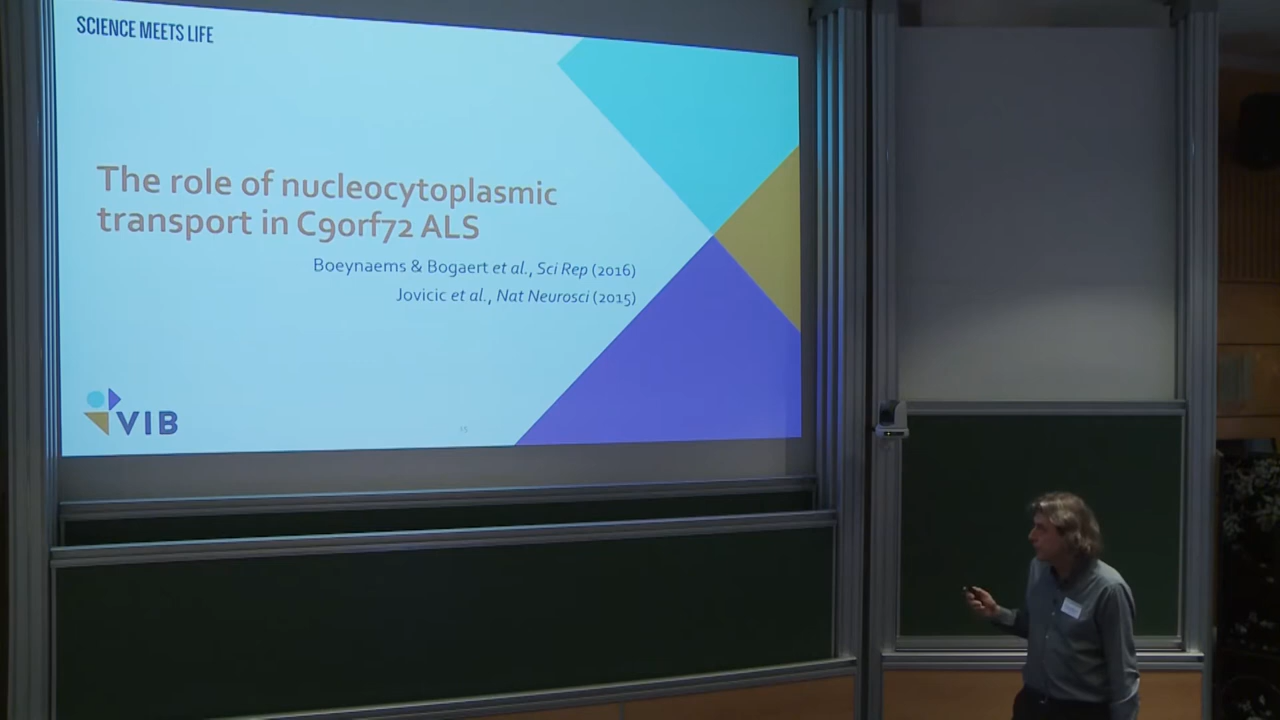 SCIENCE MEETS LIFE
The role of nucleocytoplasmic
transport in C9orf72 ALS
Boeynaems & Bogaert et al., Sci Rep (2016)
Jovicic et al., Nat Neurosci (2015)
VIB
15